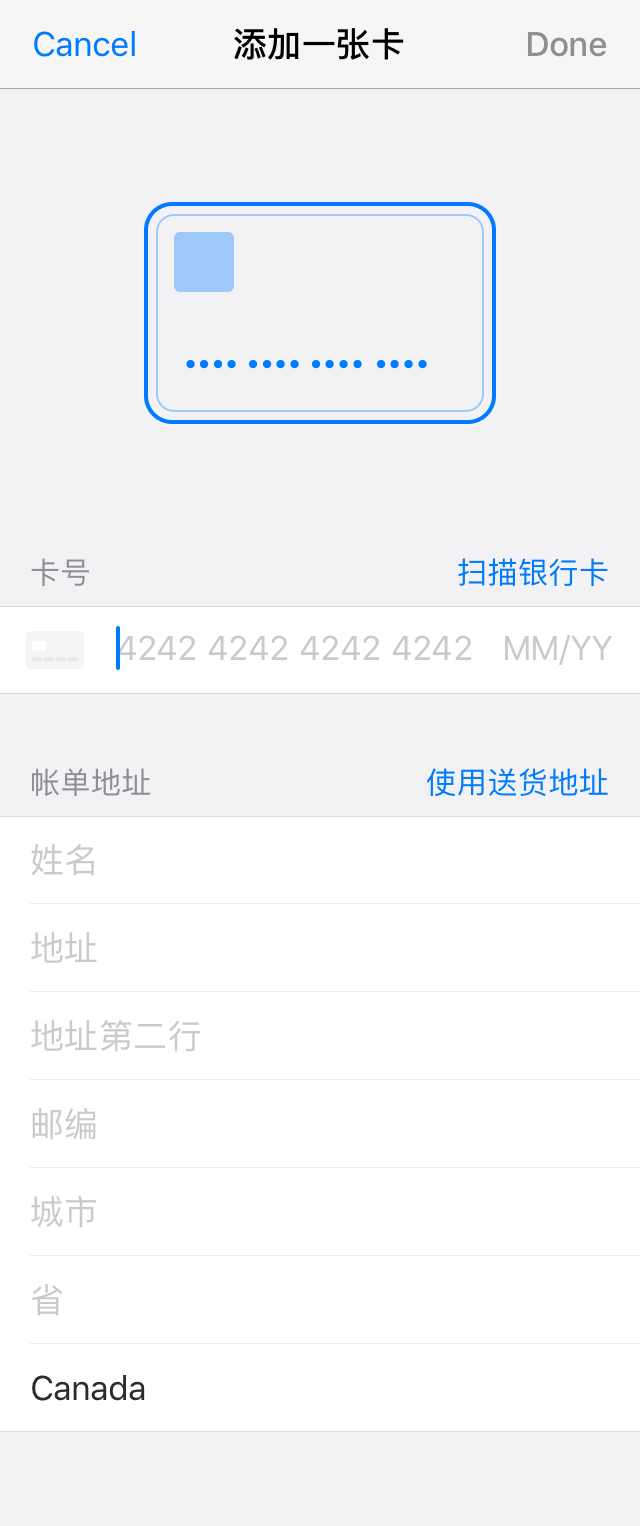 Cancel 添加一张卡 Done
•••• •••• •••• ••••
卡号 扫描银行卡
4242 4242 4242 4242 MM/YY
帐单地址 使用送货地址
姓名
地址
地址第二行
邮编
城市
省
Canada